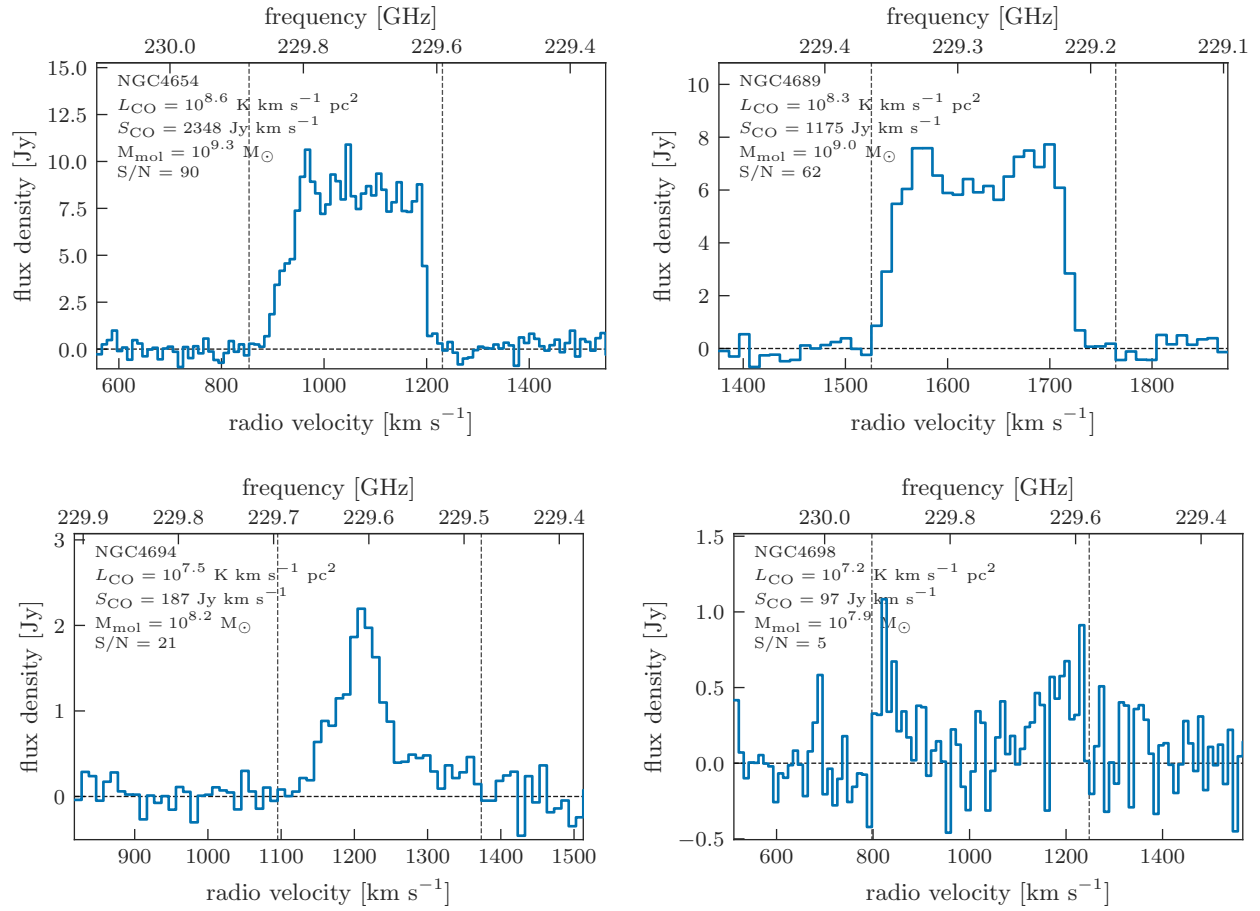 frequency [GHz]
230.0 229.8 229.6 229.4
15.0
12.5
10.0
7.5
5.0
2.5
0.0
flux density [Jy]
NGC4654
L_CO = 10^8.6 K km s^−1 pc^2
S_CO = 2348 Jy km s^−1
M_mol = 10^9.3 M_⊙
S/N = 90
600 800 1000 1200 1400
radio velocity [km s^−1]
frequency [GHz]
229.4 229.3 229.2 229.1
10
8
6
4
2
0
flux density [Jy]
NGC4689
L_CO = 10^8.3 K km s^−1 pc^2
S_CO = 1175 Jy km s^−1
M_mol = 10^9.0 M_⊙
S/N = 62
1400 1500 1600 1700 1800
radio velocity [km s^−1]
frequency [GHz]
229.9 229.8 229.7 229.6 229.5 229.4
3
2
1
0
flux density [Jy]
NGC4694
L_CO = 10^7.5 K km s^−1 pc^2
S_CO = 187 Jy km s^−1
M_mol = 10^8.2 M_⊙
S/N = 21
900 1000 1100 1200 1300 1400 1500
radio velocity [km s^−1]
frequency [GHz]
230.0 229.8 229.6 229.4
1.5
1.0
0.5
0.0
−0.5
flux density [Jy]
NGC4698
L_CO = 10^7.2 K km s^−1 pc^2
S_CO = 97 Jy km s^−1
M_mol = 10^7.9 M_⊙
S/N = 5
600 800 1000 1200 1400
radio velocity [km s^−1]